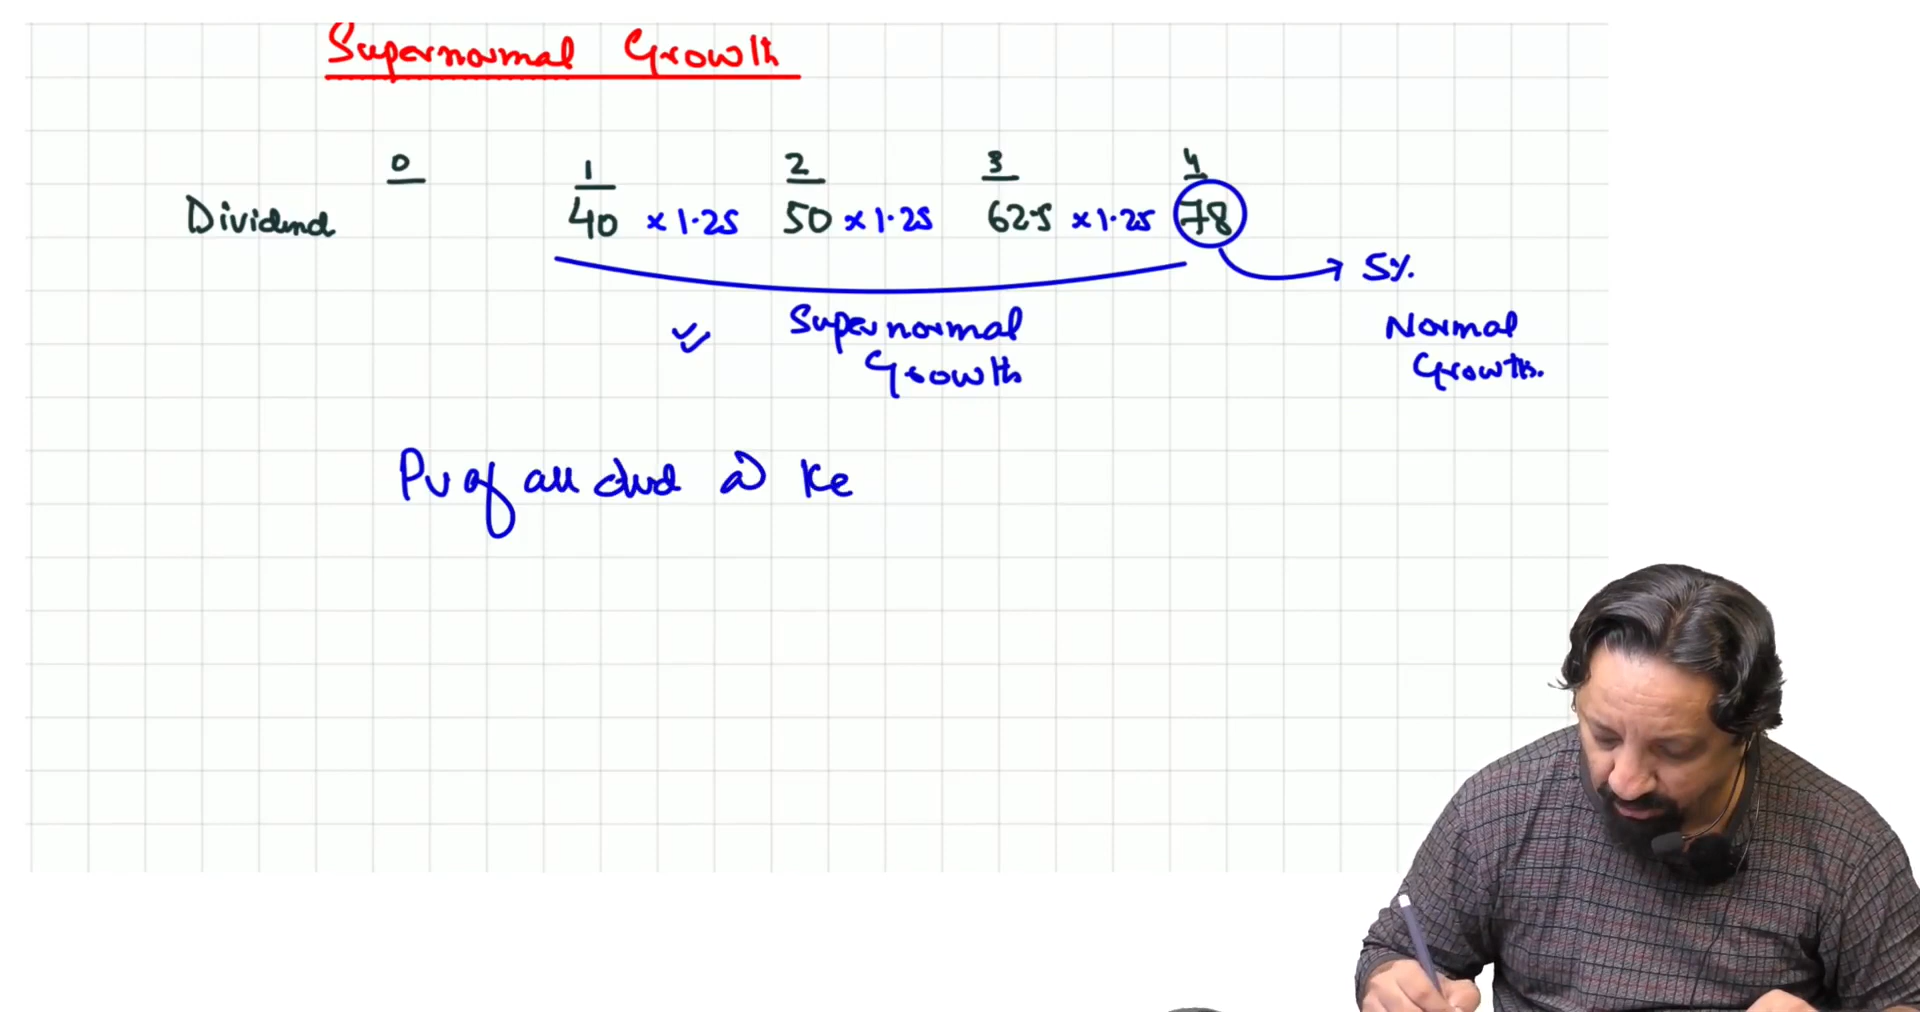 Supernormal Growth
0 1 2 3 4
Dividend 40 × 1.25 50 × 1.25 62.5 × 1.25 78
5%
Supernormal Growth
Normal Growth.
PV of all divd @ Ke